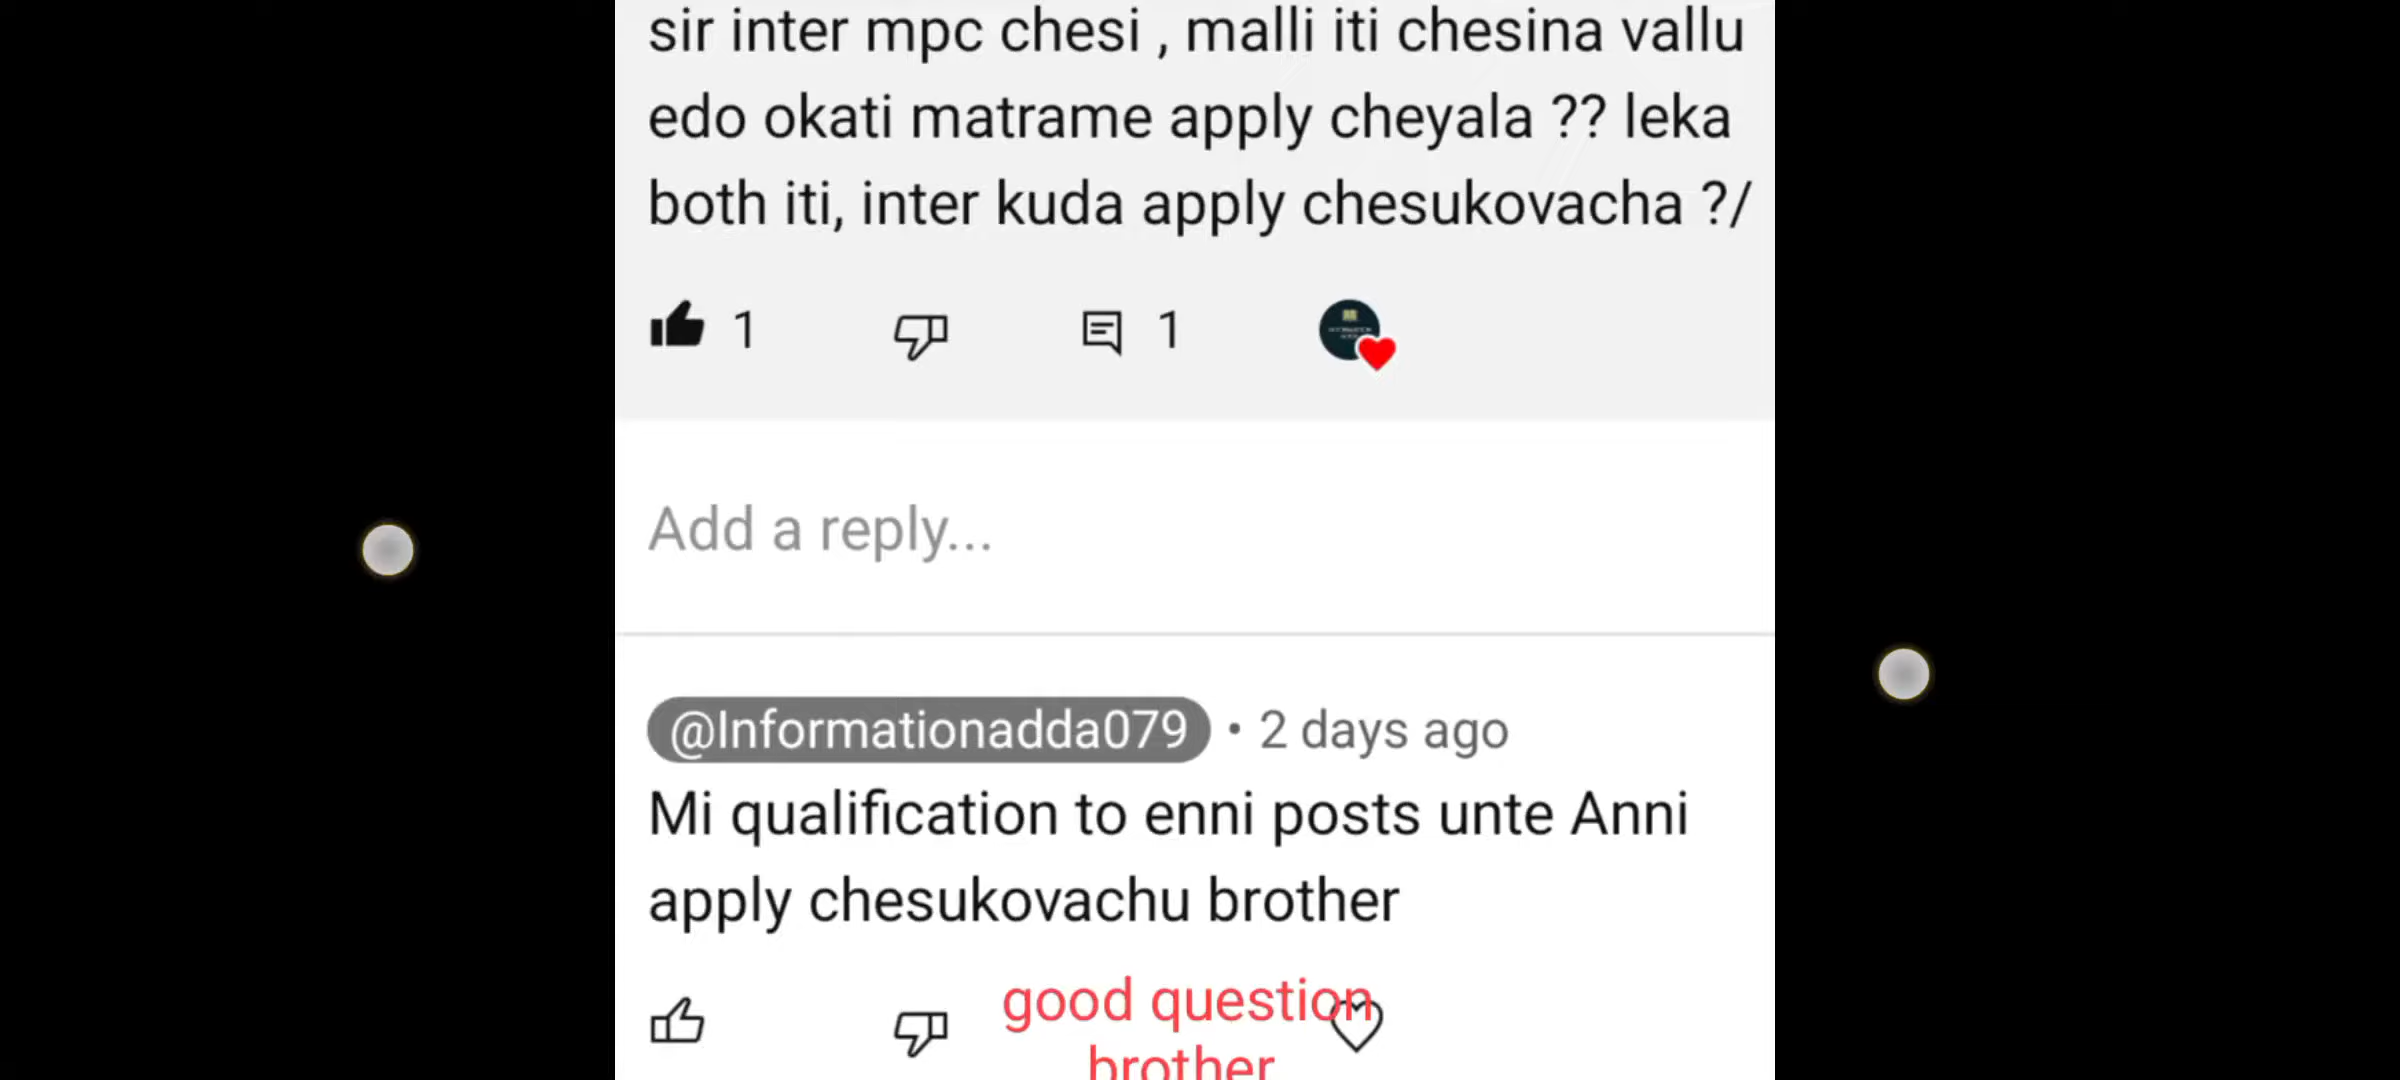 sir inter mpc chesi , malli iti chesina vallu
edo okati matrame apply cheyala ?? leka
both iti, inter kuda apply chesukovacha ?/
1 1
Add a reply...
@Informationadda079 • 2 days ago
Mi qualification to enni posts unte Anni
apply chesukovachu brother
good question
brother